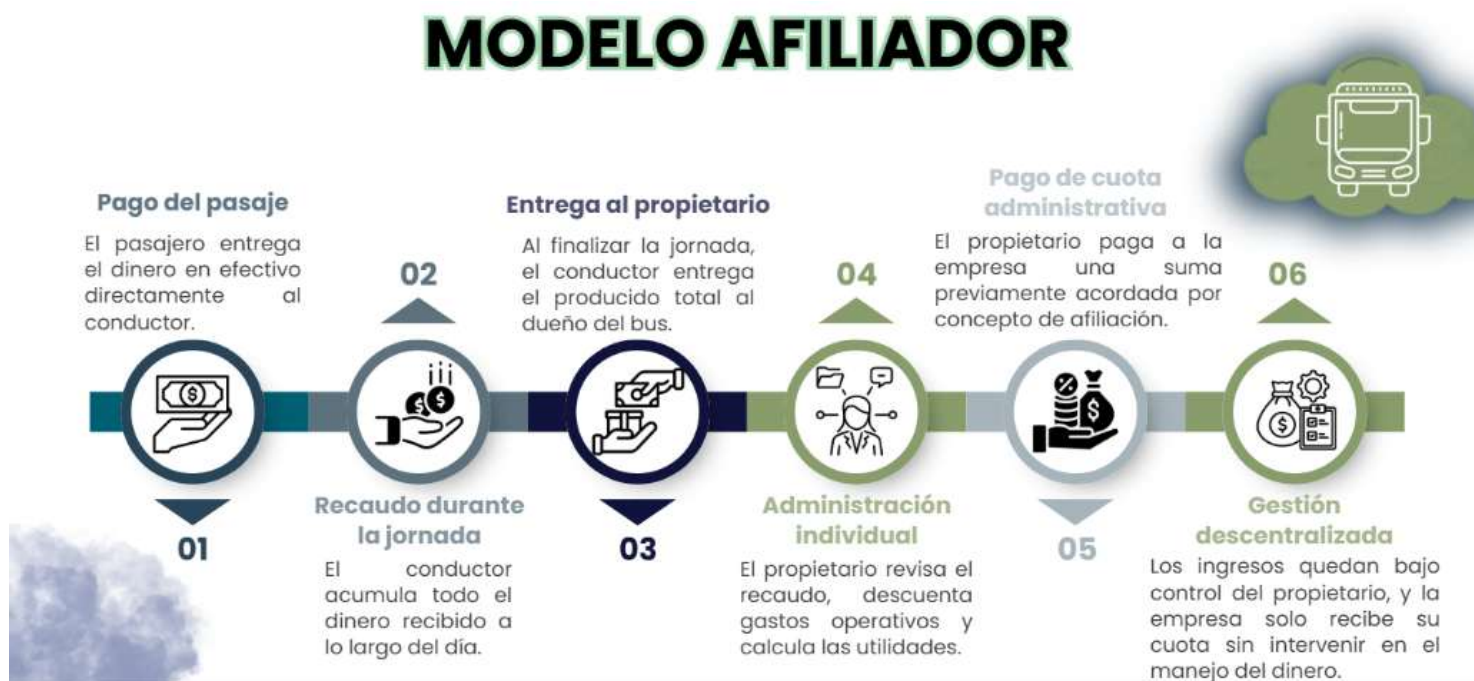 MODELO AFILIADOR
Pago del pasaje
El pasajero entrega
el dinero en efectivo
directamente al
conductor.
01
02
Recaudo durante
la jornada
El conductor
acumula todo el
dinero recibido a
lo largo del día.
Entrega al propietario
Al finalizar la jornada,
el conductor entrega
el producido total al
dueño del bus.
03
04
Administración
individual
El propietario revisa el
recaudo, descuenta
gastos operativos y
calcula las utilidades.
Pago de cuota
administrativa
El propietario paga a la
empresa una suma
previamente acordada por
concepto de afiliación.
05
06
Gestión
descentralizada
Los ingresos quedan bajo
control del propietario, y la
empresa solo recibe su
cuota sin intervenir en el
manejo del dinero.